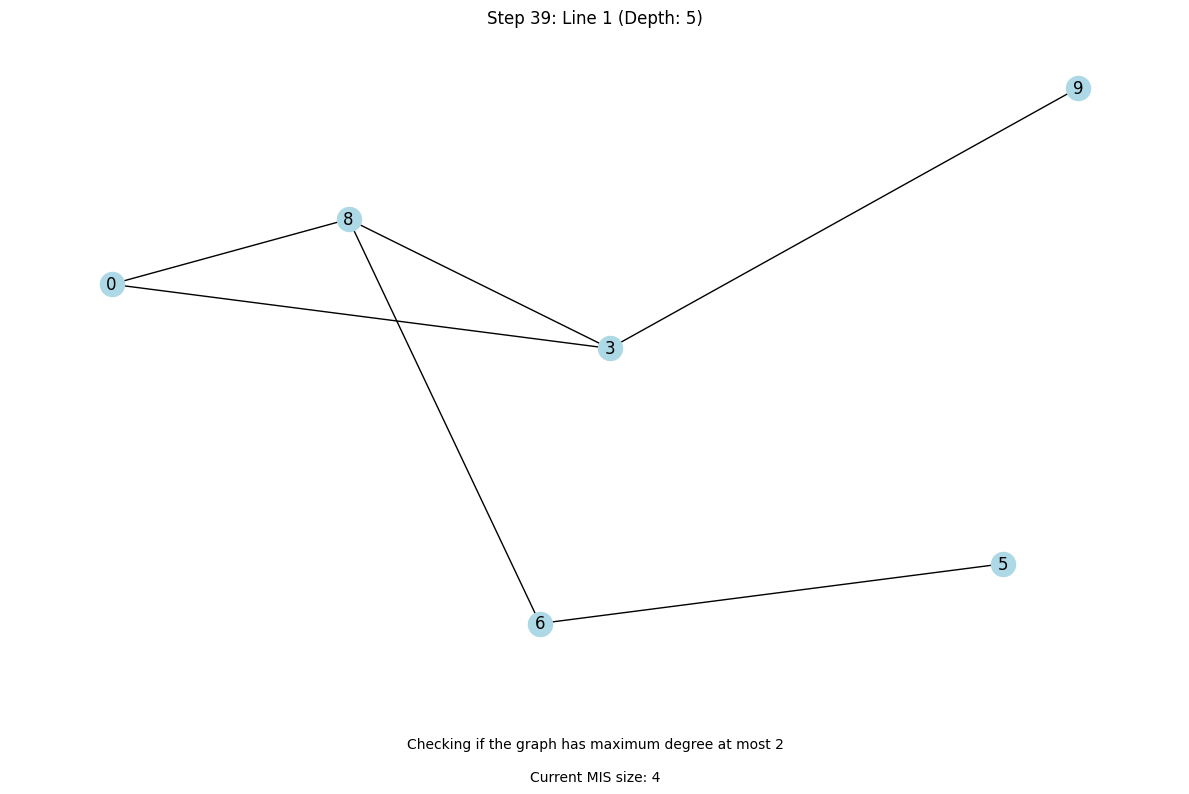 Step 39: Line 1 (Depth: 5)
9
8
0
3
5
6
Checking if the graph has maximum degree at most 2
Current MIS size: 4